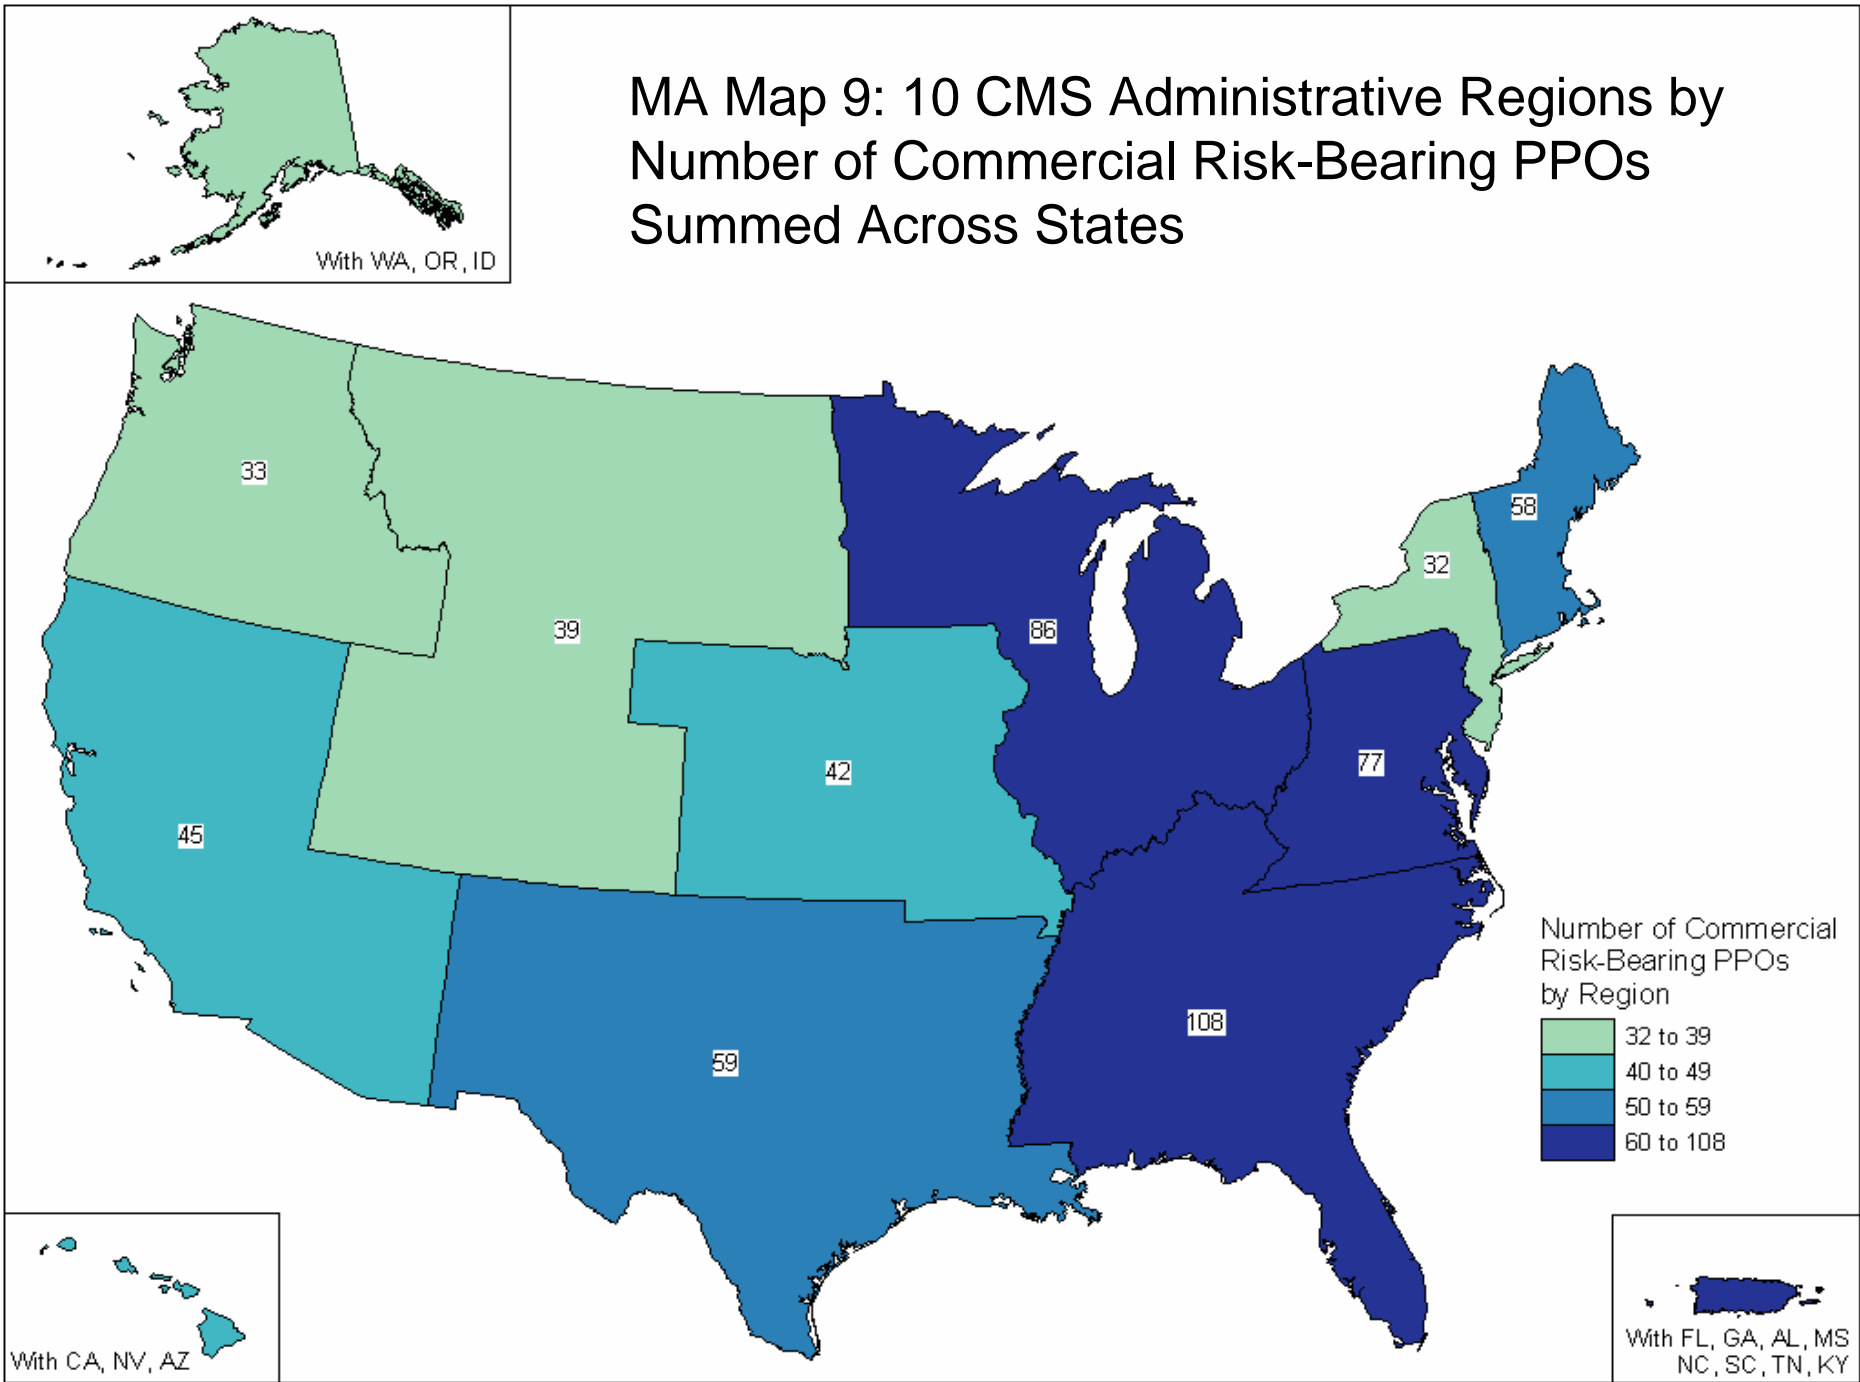 MA Map 9: 10 CMS Administrative Regions by
Number of Commercial Risk-Bearing PPOs
Summed Across States
With WA, OR, ID
33
58
32
39
86
77
42
45
108
59
Number of Commercial
Risk-Bearing PPOs
by Region
32 to 39
40 to 49
50 to 59
60 to 108
With CA, NV, AZ
With FL, GA, AL, MS
NC, SC, TN, KY